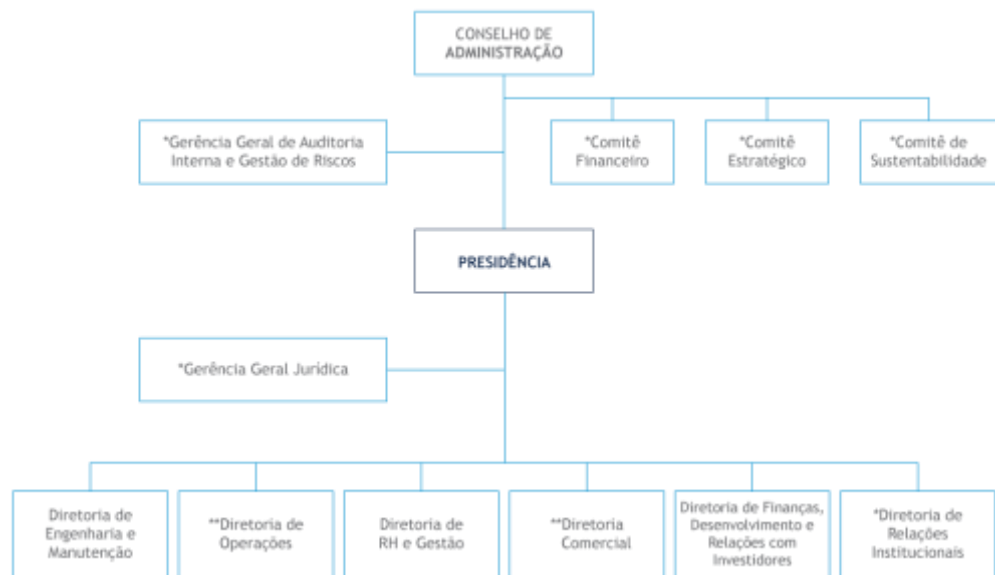 CONSELHO DE
ADMINISTRAÇÃO
*Gerência Geral de Auditoria
Interna e Gestão de Riscos
*Comitê
Financeiro
*Comitê
Estratégico
*Comitê de
Sustentabilidade
PRESIDÊNCIA
*Gerência Geral Jurídica
Diretoria de
Engenharia e
Manutenção
**Diretoria de
Operações
Diretoria de
RH e Gestão
**Diretoria
Comercial
Diretoria de Finanças,
Desenvolvimento e
Relações com
Investidores
*Diretoria de
Relações
Institucionais